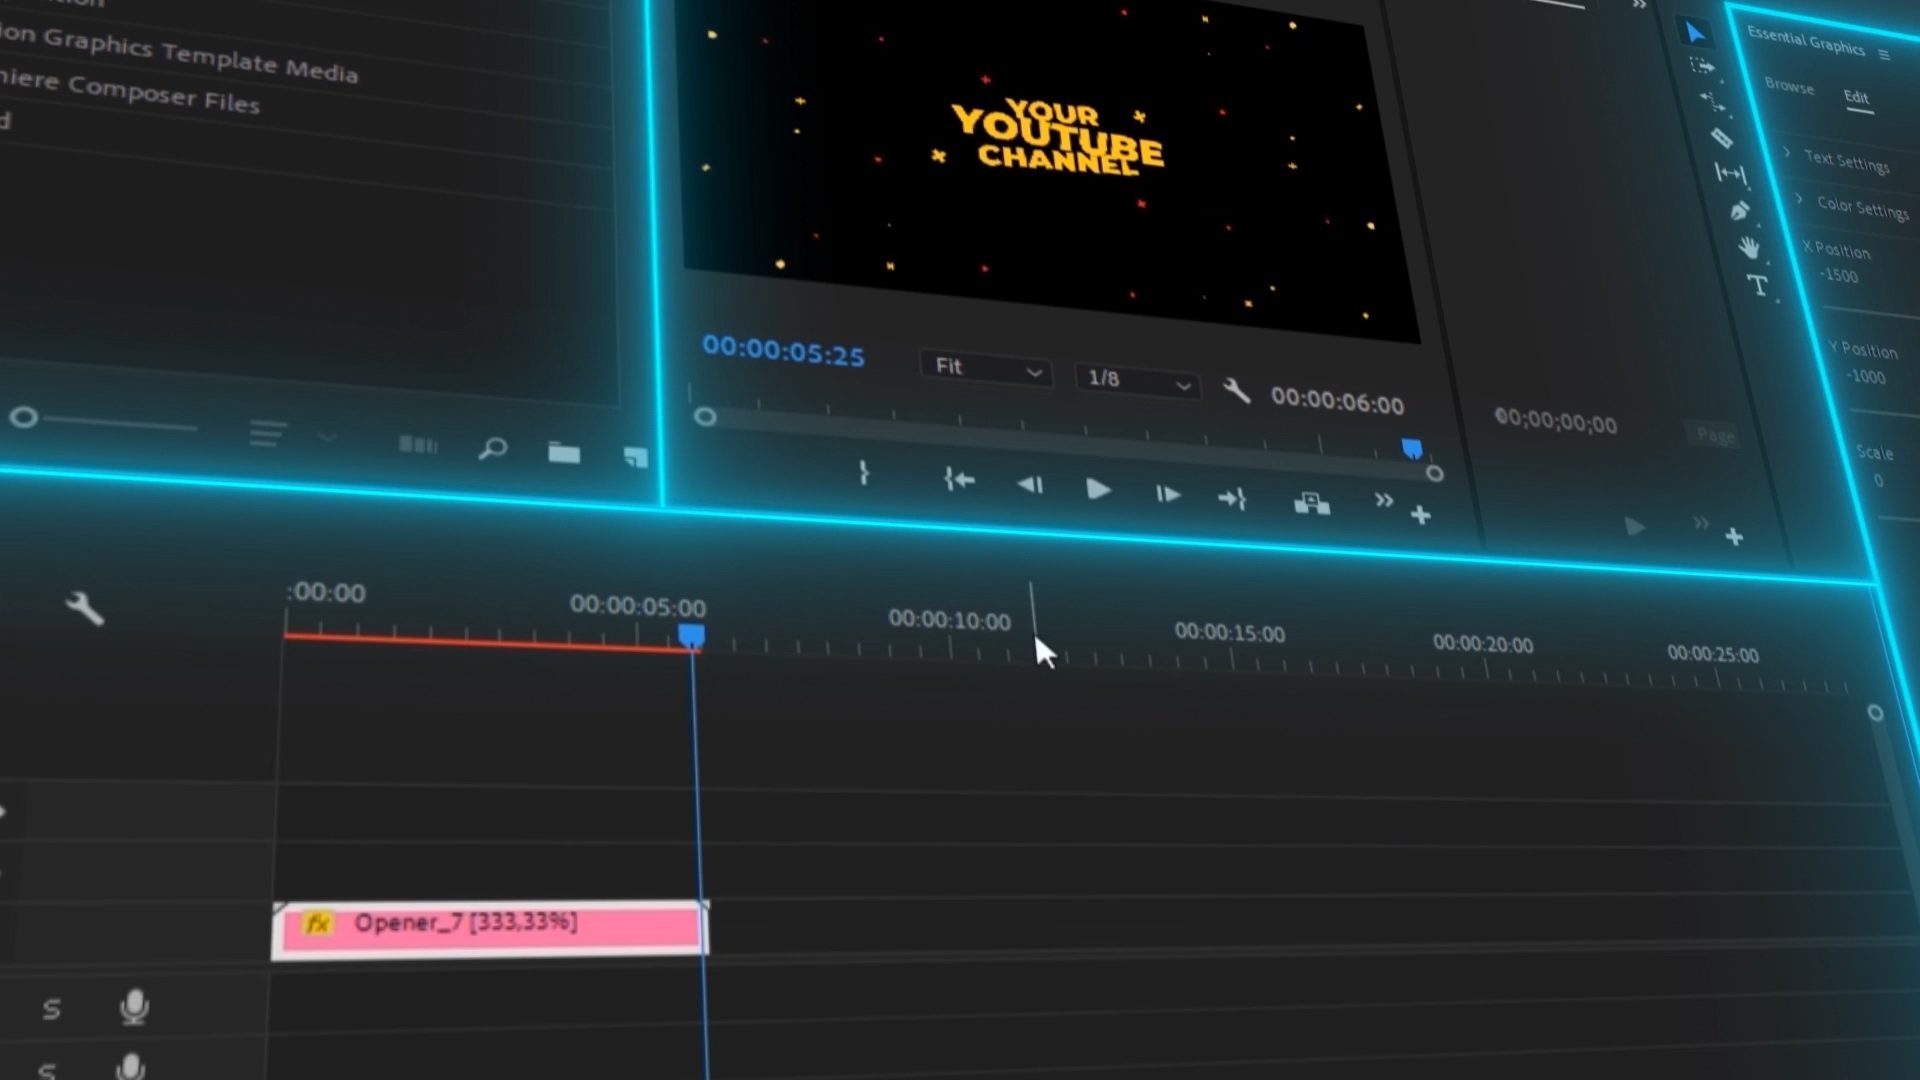 ion Graphics Template Media
Composer Files
YOUR
YOUTUBE
CHANNEL
Essential Graphics
Browse
Edit
Text Settings
Color Settings
X Position
-1500
Y Position
-1000
Scale
0
00:00:05:25
Fit
1/8
00:00:06:00
00;00;00;00
Page
:00:00
00:00:05:00
00:00:10:00
00:00:15:00
00:00:20:00
00:00:25:00
fx Opener_7 [333,33%]
S
S